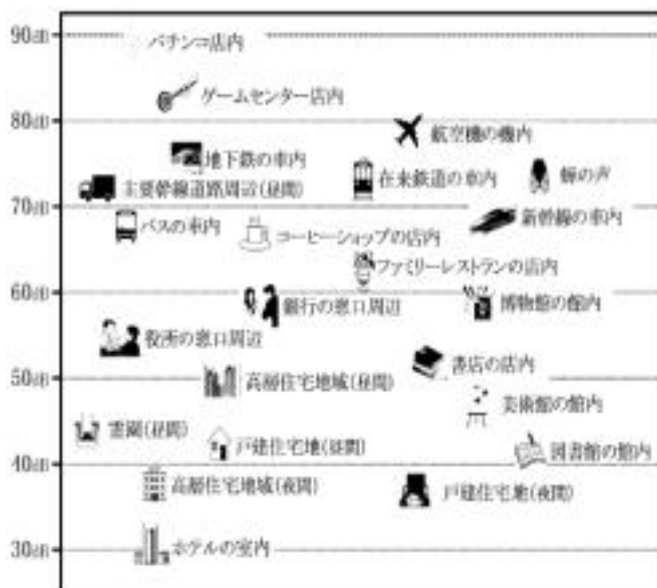 90dB
パチンコ店内
ゲームセンター店内
80dB
航空機の機内
地下鉄の車内
在来鉄道の車内
蝉の声
主要幹線道路周辺(昼間)
70dB
バスの車内
新幹線の車内
コーヒーショップの店内
ファミリーレストランの店内
60dB
銀行の窓口周辺
博物館の館内
役所の窓口周辺
書店の店内
50dB
高層住宅地域(昼間)
美術館の館内
霊園(昼間)
戸建住宅地(昼間)
図書館の館内
40dB
高層住宅地域(夜間)
戸建住宅地(夜間)
30dB
ホテルの室内